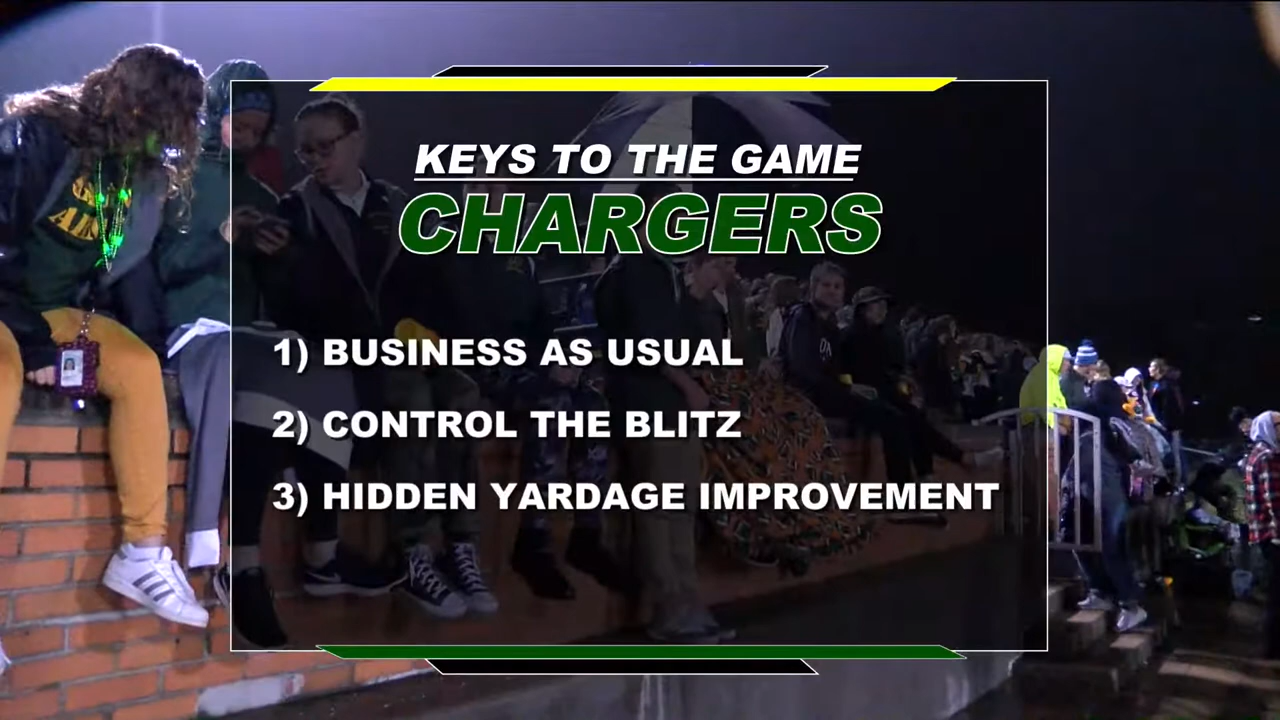 KEYS TO THE GAME
CHARGERS
1) BUSINESS AS USUAL
2) CONTROL THE BLITZ
3) HIDDEN YARDAGE IMPROVEMENT